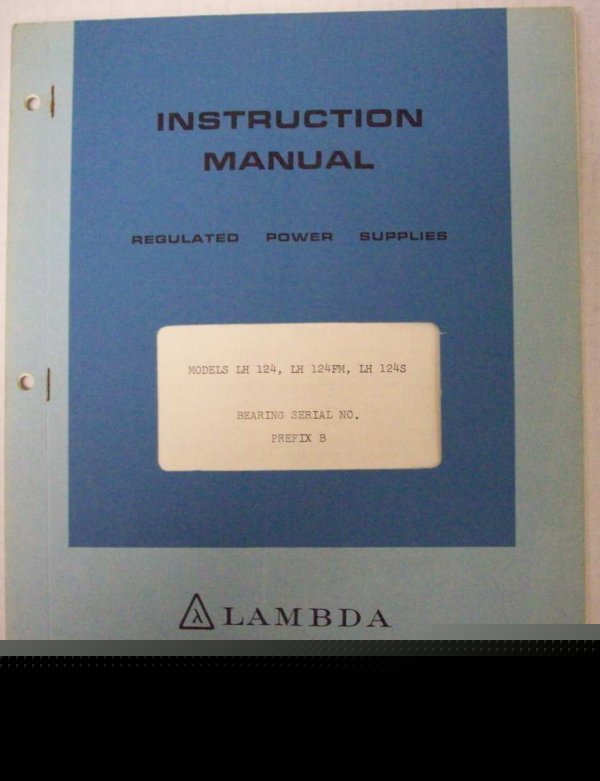 INSTRUCTION
MANUAL
REGULATED POWER SUPPLIES
MODELS LH 124, LH 124FM, LH 124S
BEARING SERIAL NO.
PREFIX B
λ LAMBDA